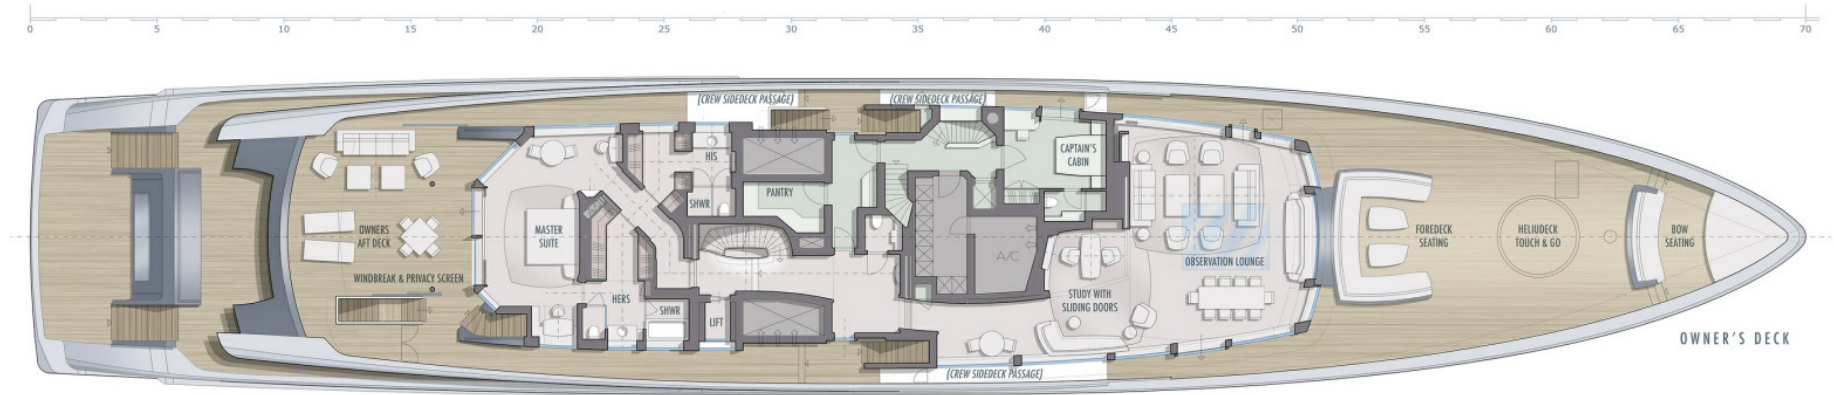 0 5 10 15 20 25 30 35 40 45 50 55 60 65 70
(CREW SIDEDECK PASSAGE)
(CREW SIDEDECK PASSAGE)
HIS
SHWR
PANTRY
CAPTAIN'S
CABIN
OWNERS
AFT DECK
MASTER
SUITE
WINDBREAK & PRIVACY SCREEN
HERS
SHWR
LIFT
A/C
STUDY WITH
SLIDING DOORS
OBSERVATION LOUNGE
FOREDECK
SEATING
HELIUDECK
TOUCH & GO
BOW
SEATING
(CREW SIDEDECK PASSAGE)
OWNER'S DECK